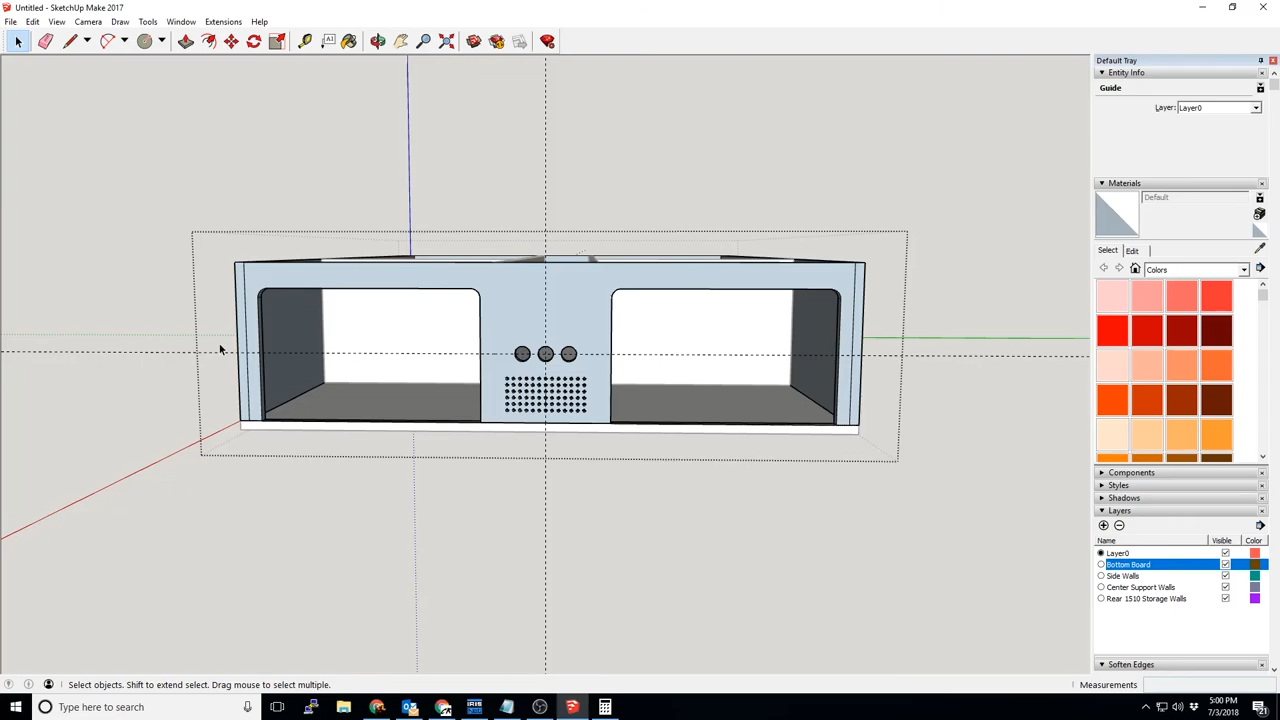 Untitled - SketchUp Make 2017
File Edit View Camera Draw Tools Window Extensions Help
Default Tray
Entity Info
Guide
Layer: Layer0
Materials
Default
Select Edit
Colors
Components
Styles
Shadows
Layers
Name Visible Color
Layer0
Bottom Board
Side Walls
Center Support Walls
Rear 1510 Storage Walls
Soften Edges
Select objects. Shift to extend select. Drag mouse to select multiple.
Measurements
Type here to search
IRIS
5:00 PM
7/3/2018
21